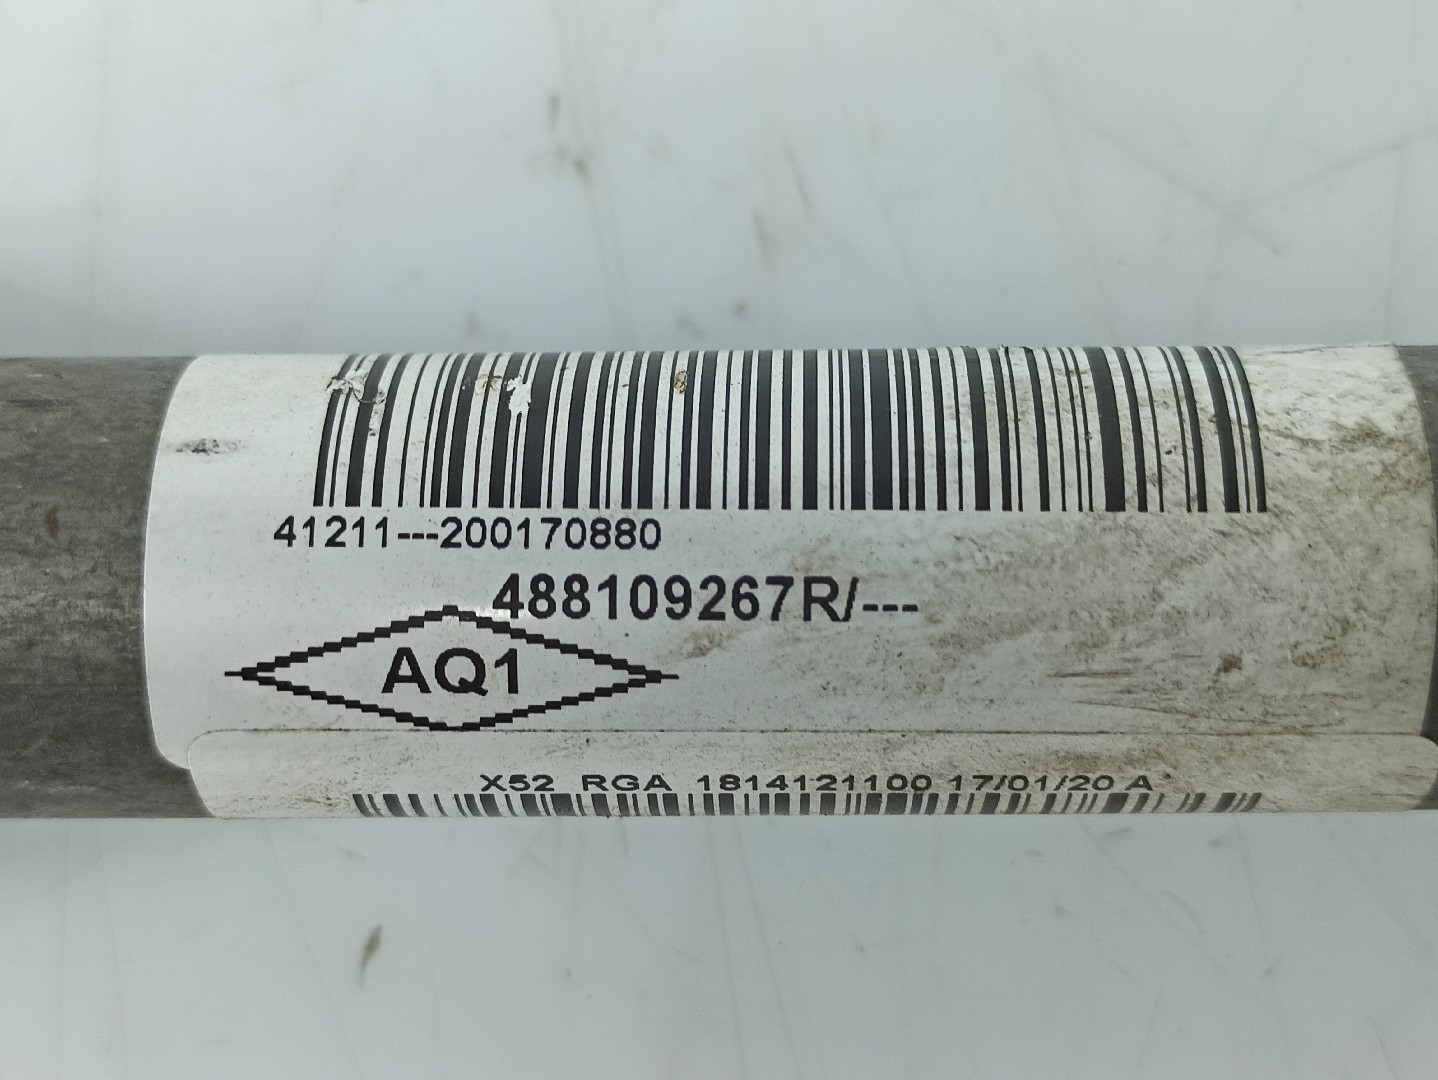 41211---200170880
488109267R/---
AQ1
X52 RGA 1814121100 17/01/20 A